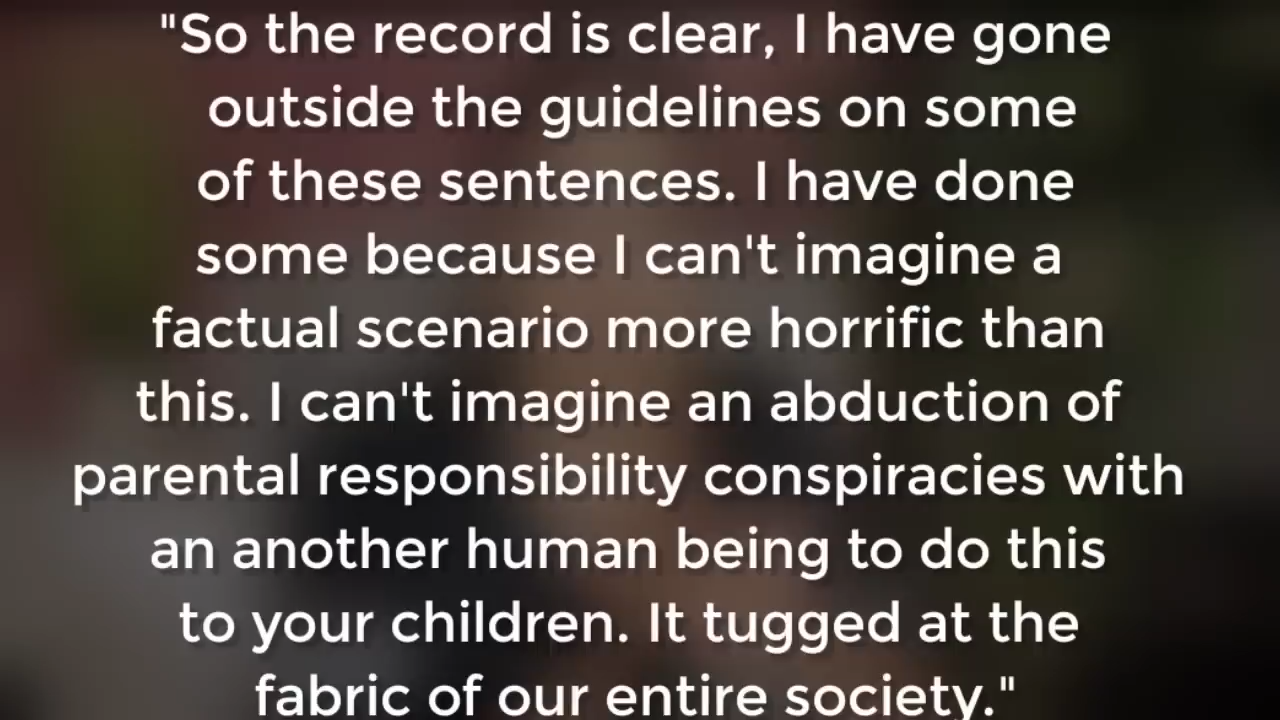 "So the record is clear, I have gone
outside the guidelines on some
of these sentences. I have done
some because I can't imagine a
factual scenario more horrific than
this. I can't imagine an abduction of
parental responsibility conspiracies with
an another human being to do this
to your children. It tugged at the
fabric of our entire society."